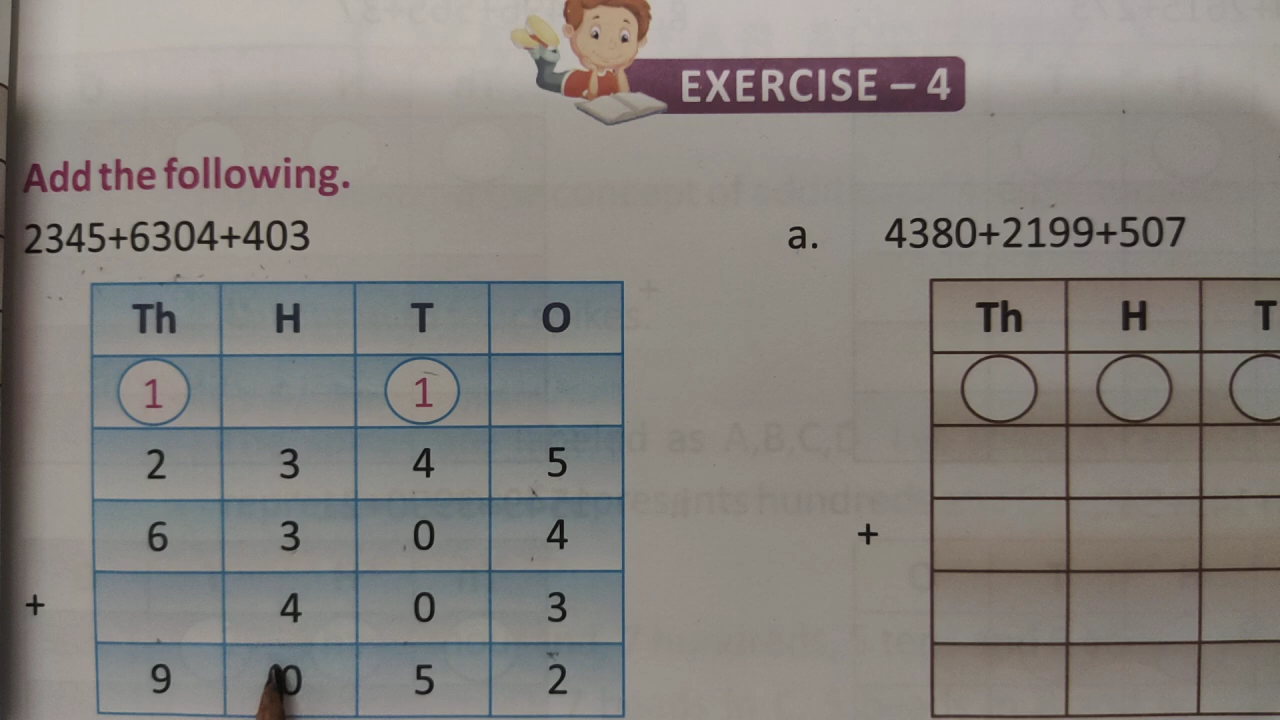 EXERCISE – 4
Add the following.
2345+6304+403
a. 4380+2199+507
Th H T O
1 1
2 3 4 5
6 3 0 4
+ 4 0 3
9 0 5 2
Th H T
+